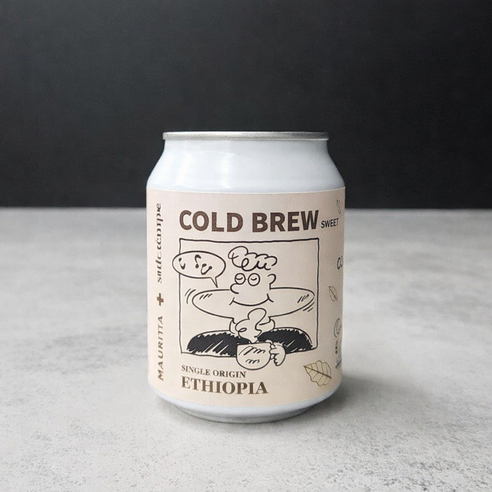 COLD BREW SWEET
SINGLE ORIGIN
ETHIOPIA
MAURITTA +